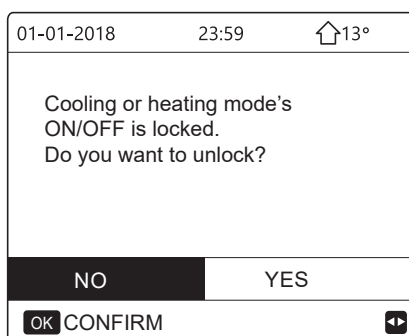 01-01-2018 23:59 13°
Cooling or heating mode's
ON/OFF is locked.
Do you want to unlock?
NO YES
OK CONFIRM